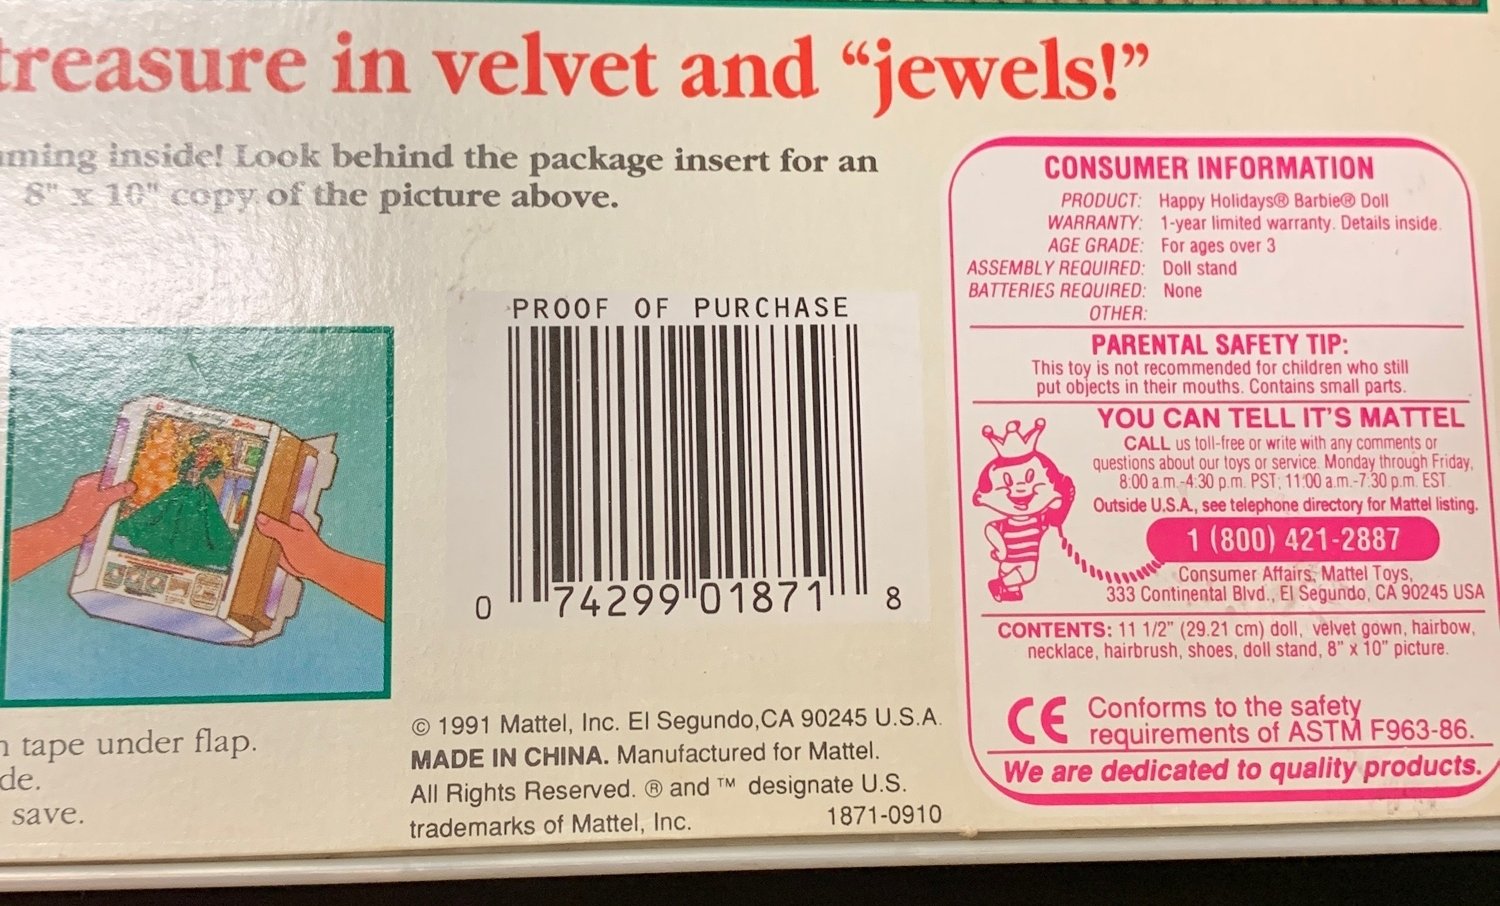 treasure in velvet and “jewels!”
inside! Look behind the package insert for an
8" x 10" copy of the picture above.
PROOF OF PURCHASE
0 74299 01871 8
tape under flap.
save.
© 1991 Mattel, Inc. El Segundo,CA 90245 U.S.A.
MADE IN CHINA. Manufactured for Mattel.
All Rights Reserved. ® and ™ designate U.S.
trademarks of Mattel, Inc. 1871-0910
CONSUMER INFORMATION
PRODUCT: Happy Holidays® Barbie® Doll
WARRANTY: 1-year limited warranty. Details inside.
AGE GRADE: For ages over 3
ASSEMBLY REQUIRED: Doll stand
BATTERIES REQUIRED: None
OTHER:
PARENTAL SAFETY TIP:
This toy is not recommended for children who still
put objects in their mouths. Contains small parts.
YOU CAN TELL IT'S MATTEL
CALL us toll-free or write with any comments or
questions about our toys or service. Monday through Friday,
8:00 a.m.-4:30 p.m. PST; 11:00 a.m.-7:30 p.m. EST.
Outside U.S.A., see telephone directory for Mattel listing.
1 (800) 421-2887
Consumer Affairs, Mattel Toys,
333 Continental Blvd., El Segundo, CA 90245 USA
CONTENTS: 11 1/2" (29.21 cm) doll, velvet gown, hairbow,
necklace, hairbrush, shoes, doll stand, 8" x 10" picture.
CE Conforms to the safety
requirements of ASTM F963-86.
We are dedicated to quality products.